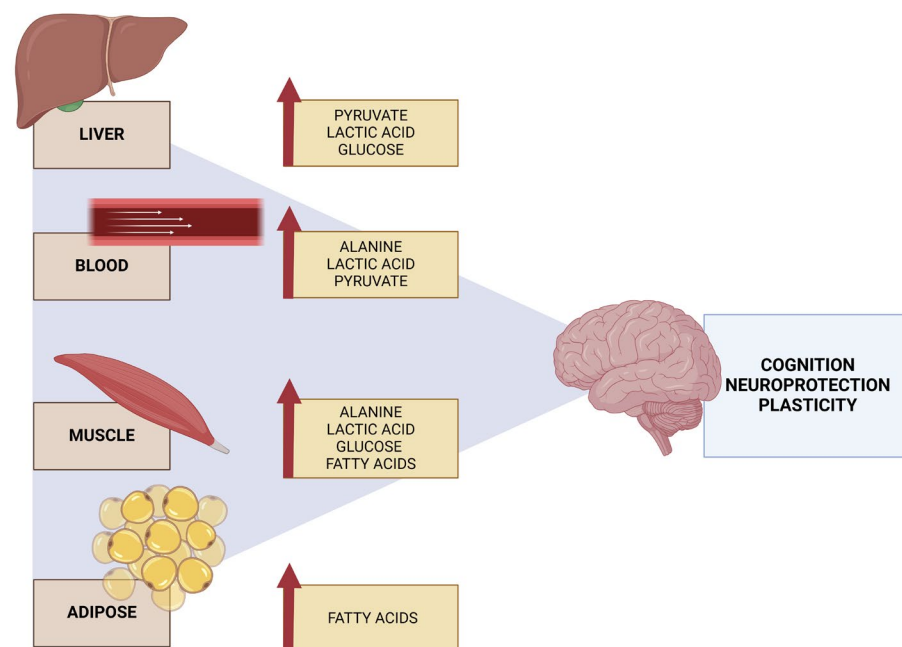 LIVER
PYRUVATE
LACTIC ACID
GLUCOSE
BLOOD
ALANINE
LACTIC ACID
PYRUVATE
MUSCLE
ALANINE
LACTIC ACID
GLUCOSE
FATTY ACIDS
ADIPOSE
FATTY ACIDS
COGNITION
NEUROPROTECTION
PLASTICITY